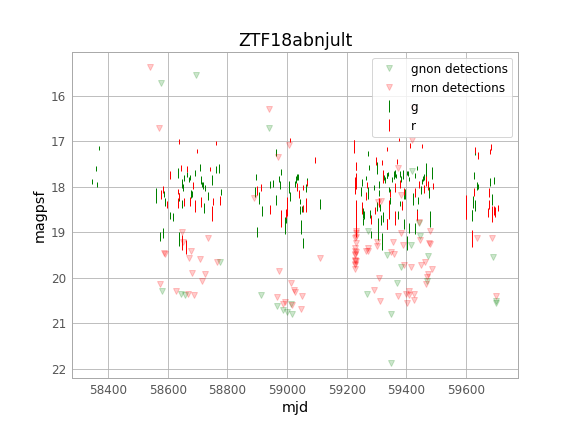 ZTF18abnjult
gnon detections
rnon detections
g
r
magpsf
16
17
18
19
20
21
22
58400 58600 58800 59000 59200 59400 59600
mjd